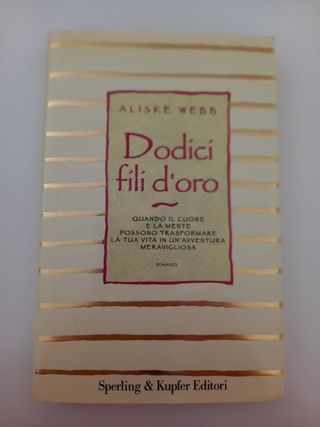 ALISKE WEBB
Dodici
fili d'oro
QUANDO IL CUORE
E LA MENTE
POSSONO TRASFORMARE
LA TUA VITA IN UN'AVVENTURA
MERAVIGLIOSA
ROMANZO
Sperling & Kupfer Editori